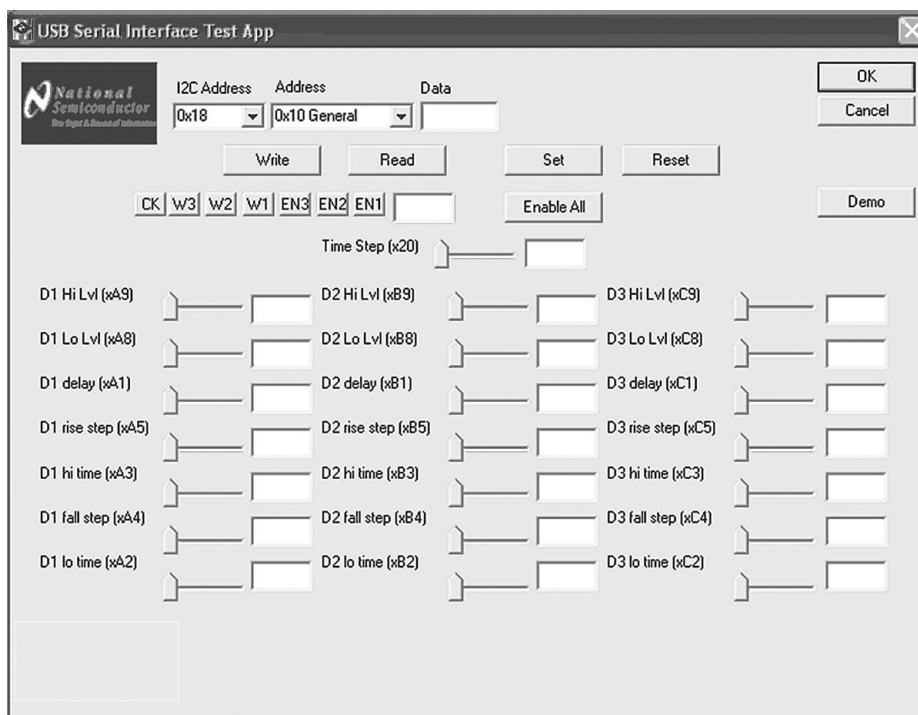 USB Serial Interface Test App
National
Semiconductor
The Sight & Sound of Information
I2C Address Address Data
0x18 0x10 General
OK
Cancel
Write Read Set Reset
CK W3 W2 W1 EN3 EN2 EN1 Enable All Demo
Time Step (x20)
D1 Hi Lvl (xA9) D2 Hi Lvl (xB9) D3 Hi Lvl (xC9)
D1 Lo Lvl (xA8) D2 Lo Lvl (xB8) D3 Lo Lvl (xC8)
D1 delay (xA1) D2 delay (xB1) D3 delay (xC1)
D1 rise step (xA5) D2 rise step (xB5) D3 rise step (xC5)
D1 hi time (xA3) D2 hi time (xB3) D3 hi time (xC3)
D1 fall step (xA4) D2 fall step (xB4) D3 fall step (xC4)
D1 lo time (xA2) D2 lo time (xB2) D3 lo time (xC2)